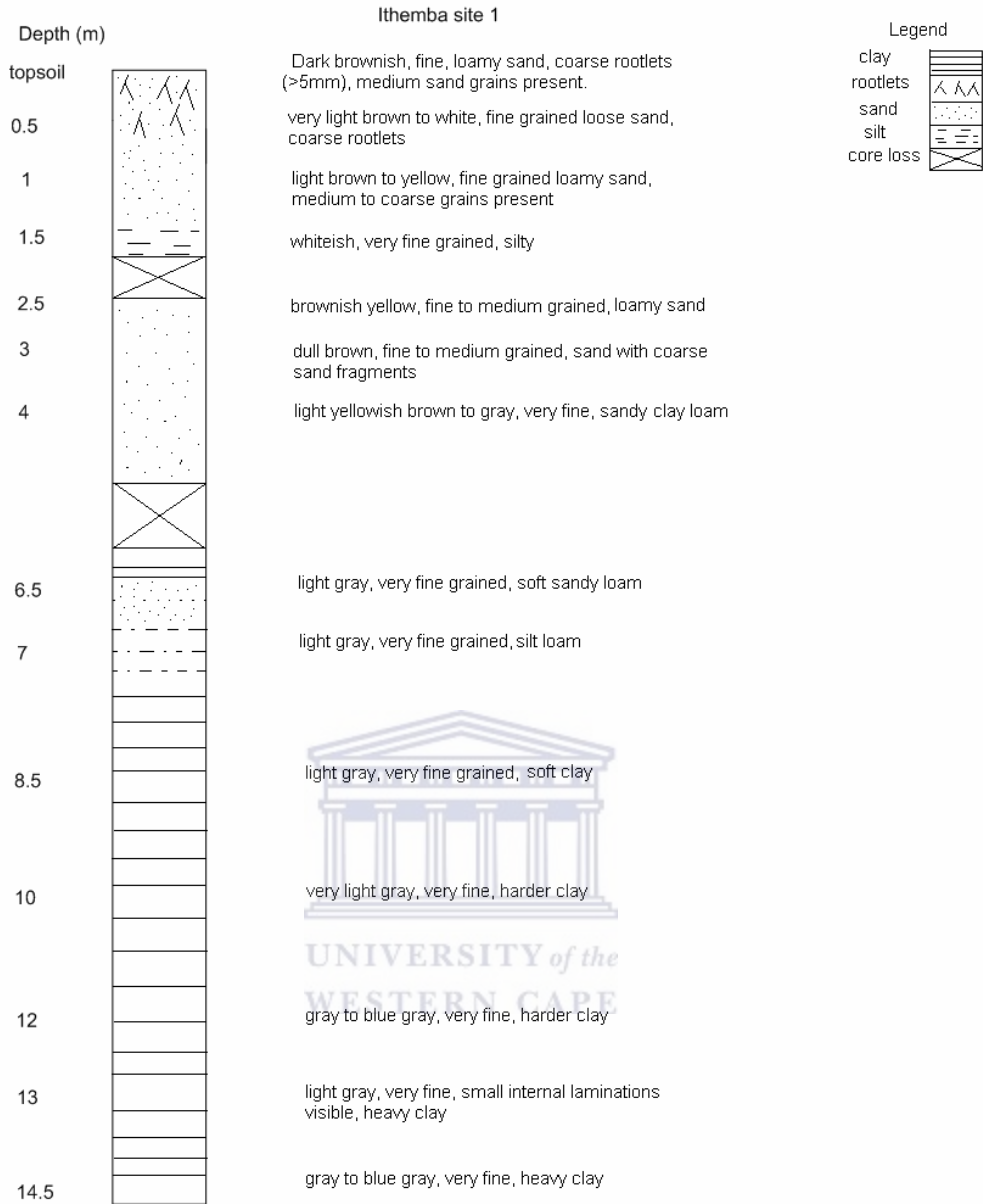 Ithemba site 1
Depth (m)
Legend
clay
rootlets
sand
silt
core loss
topsoil
Dark brownish, fine, loamy sand, coarse rootlets
(>5mm), medium sand grains present.
0.5
very light brown to white, fine grained loose sand,
coarse rootlets
1
light brown to yellow, fine grained loamy sand,
medium to coarse grains present
1.5
whiteish, very fine grained, silty
2.5
brownish yellow, fine to medium grained, loamy sand
3
dull brown, fine to medium grained, sand with coarse
sand fragments
4
light yellowish brown to gray, very fine, sandy clay loam
6.5
light gray, very fine grained, soft sandy loam
7
light gray, very fine grained, silt loam
8.5
light gray, very fine grained, soft clay
10
very light gray, very fine, harder clay
UNIVERSITY of the
WESTERN CAPE
12
gray to blue gray, very fine, harder clay
13
light gray, very fine, small internal laminations
visible, heavy clay
14.5
gray to blue gray, very fine, heavy clay